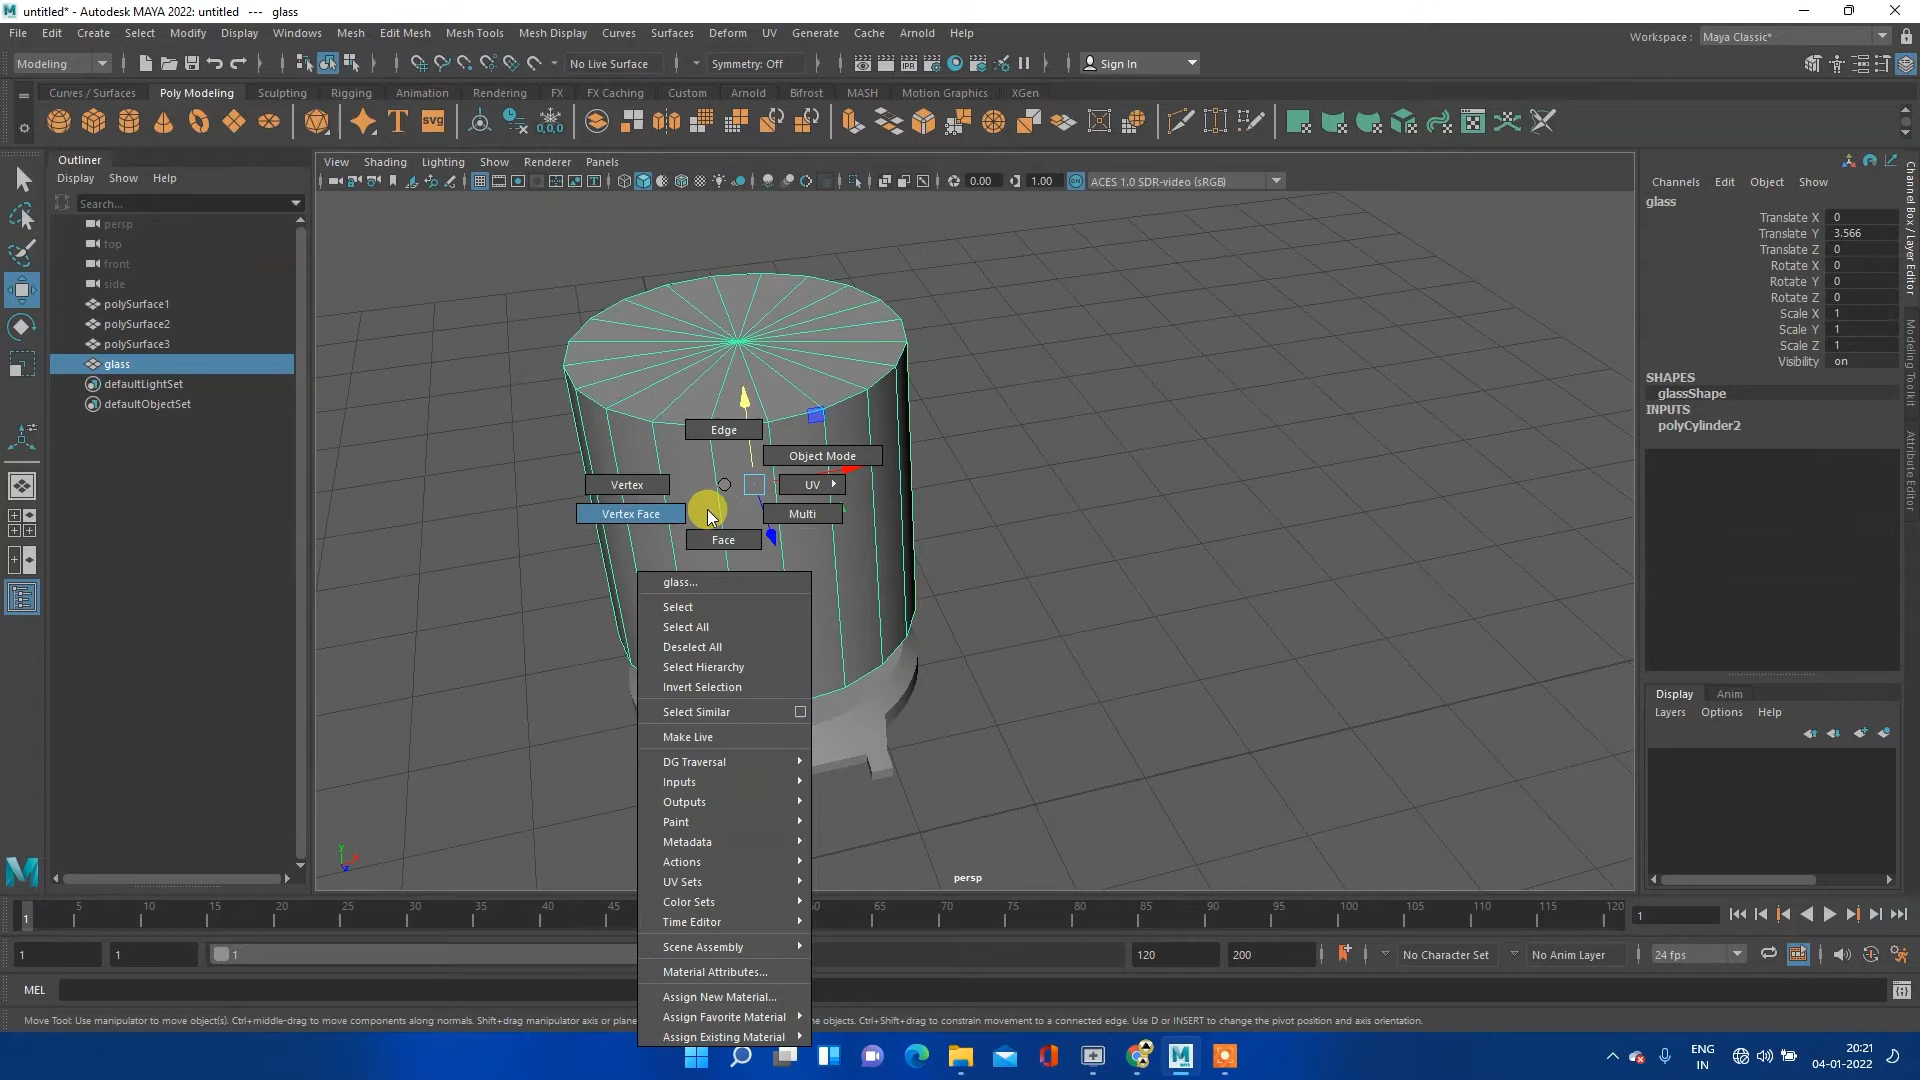 untitled* - Autodesk MAYA 2022: untitled --- glass
File Edit Create Select Modify Display Windows Mesh Edit Mesh Mesh Tools Mesh Display Curves Surfaces Deform UV Generate Cache Arnold Help
Workspace : Maya Classic*
Modeling No Live Surface Symmetry: Off Sign In
Curves / Surfaces Poly Modeling Sculpting Rigging Animation Rendering FX FX Caching Custom Arnold Bifrost MASH Motion Graphics XGen
Outliner
Display Show Help
Search...
persp
top
front
side
polySurface1
polySurface2
polySurface3
glass
defaultLightSet
defaultObjectSet
View Shading Lighting Show Renderer Panels
0.00 1.00 ACES 1.0 SDR-video (sRGB)
Edge
Object Mode
Vertex
UV
Vertex Face
Multi
Face
glass...
Select
Select All
Deselect All
Select Hierarchy
Invert Selection
Select Similar
Make Live
DG Traversal
Inputs
Outputs
Paint
Metadata
Actions
UV Sets
Color Sets
Time Editor
Scene Assembly
Material Attributes...
Assign New Material...
Assign Favorite Material
Assign Existing Material
persp
Channels Edit Object Show
glass
Translate X 0
Translate Y 3.566
Translate Z 0
Rotate X 0
Rotate Y 0
Rotate Z 0
Scale X 1
Scale Y 1
Scale Z 1
Visibility on
SHAPES
glassShape
INPUTS
polyCylinder2
Display Anim
Layers Options Help
Channel Box / Layer Editor
Modeling Toolkit
Attribute Editor
1 5 10 15 20 25 30 35 40 45 60 65 70 75 80 85 90 95 100 105 110 115 120
1
1 1 1 120 200 No Character Set No Anim Layer 24 fps
MEL
Move Tool: Use manipulator to move object(s). Ctrl+middle-drag to move components along normals. Shift+drag manipulator axis or plane
e objects. Ctrl+Shift+drag to constrain movement to a connected edge. Use D or INSERT to change the pivot position and axis orientation.
ENG
IN
20:21
04-01-2022